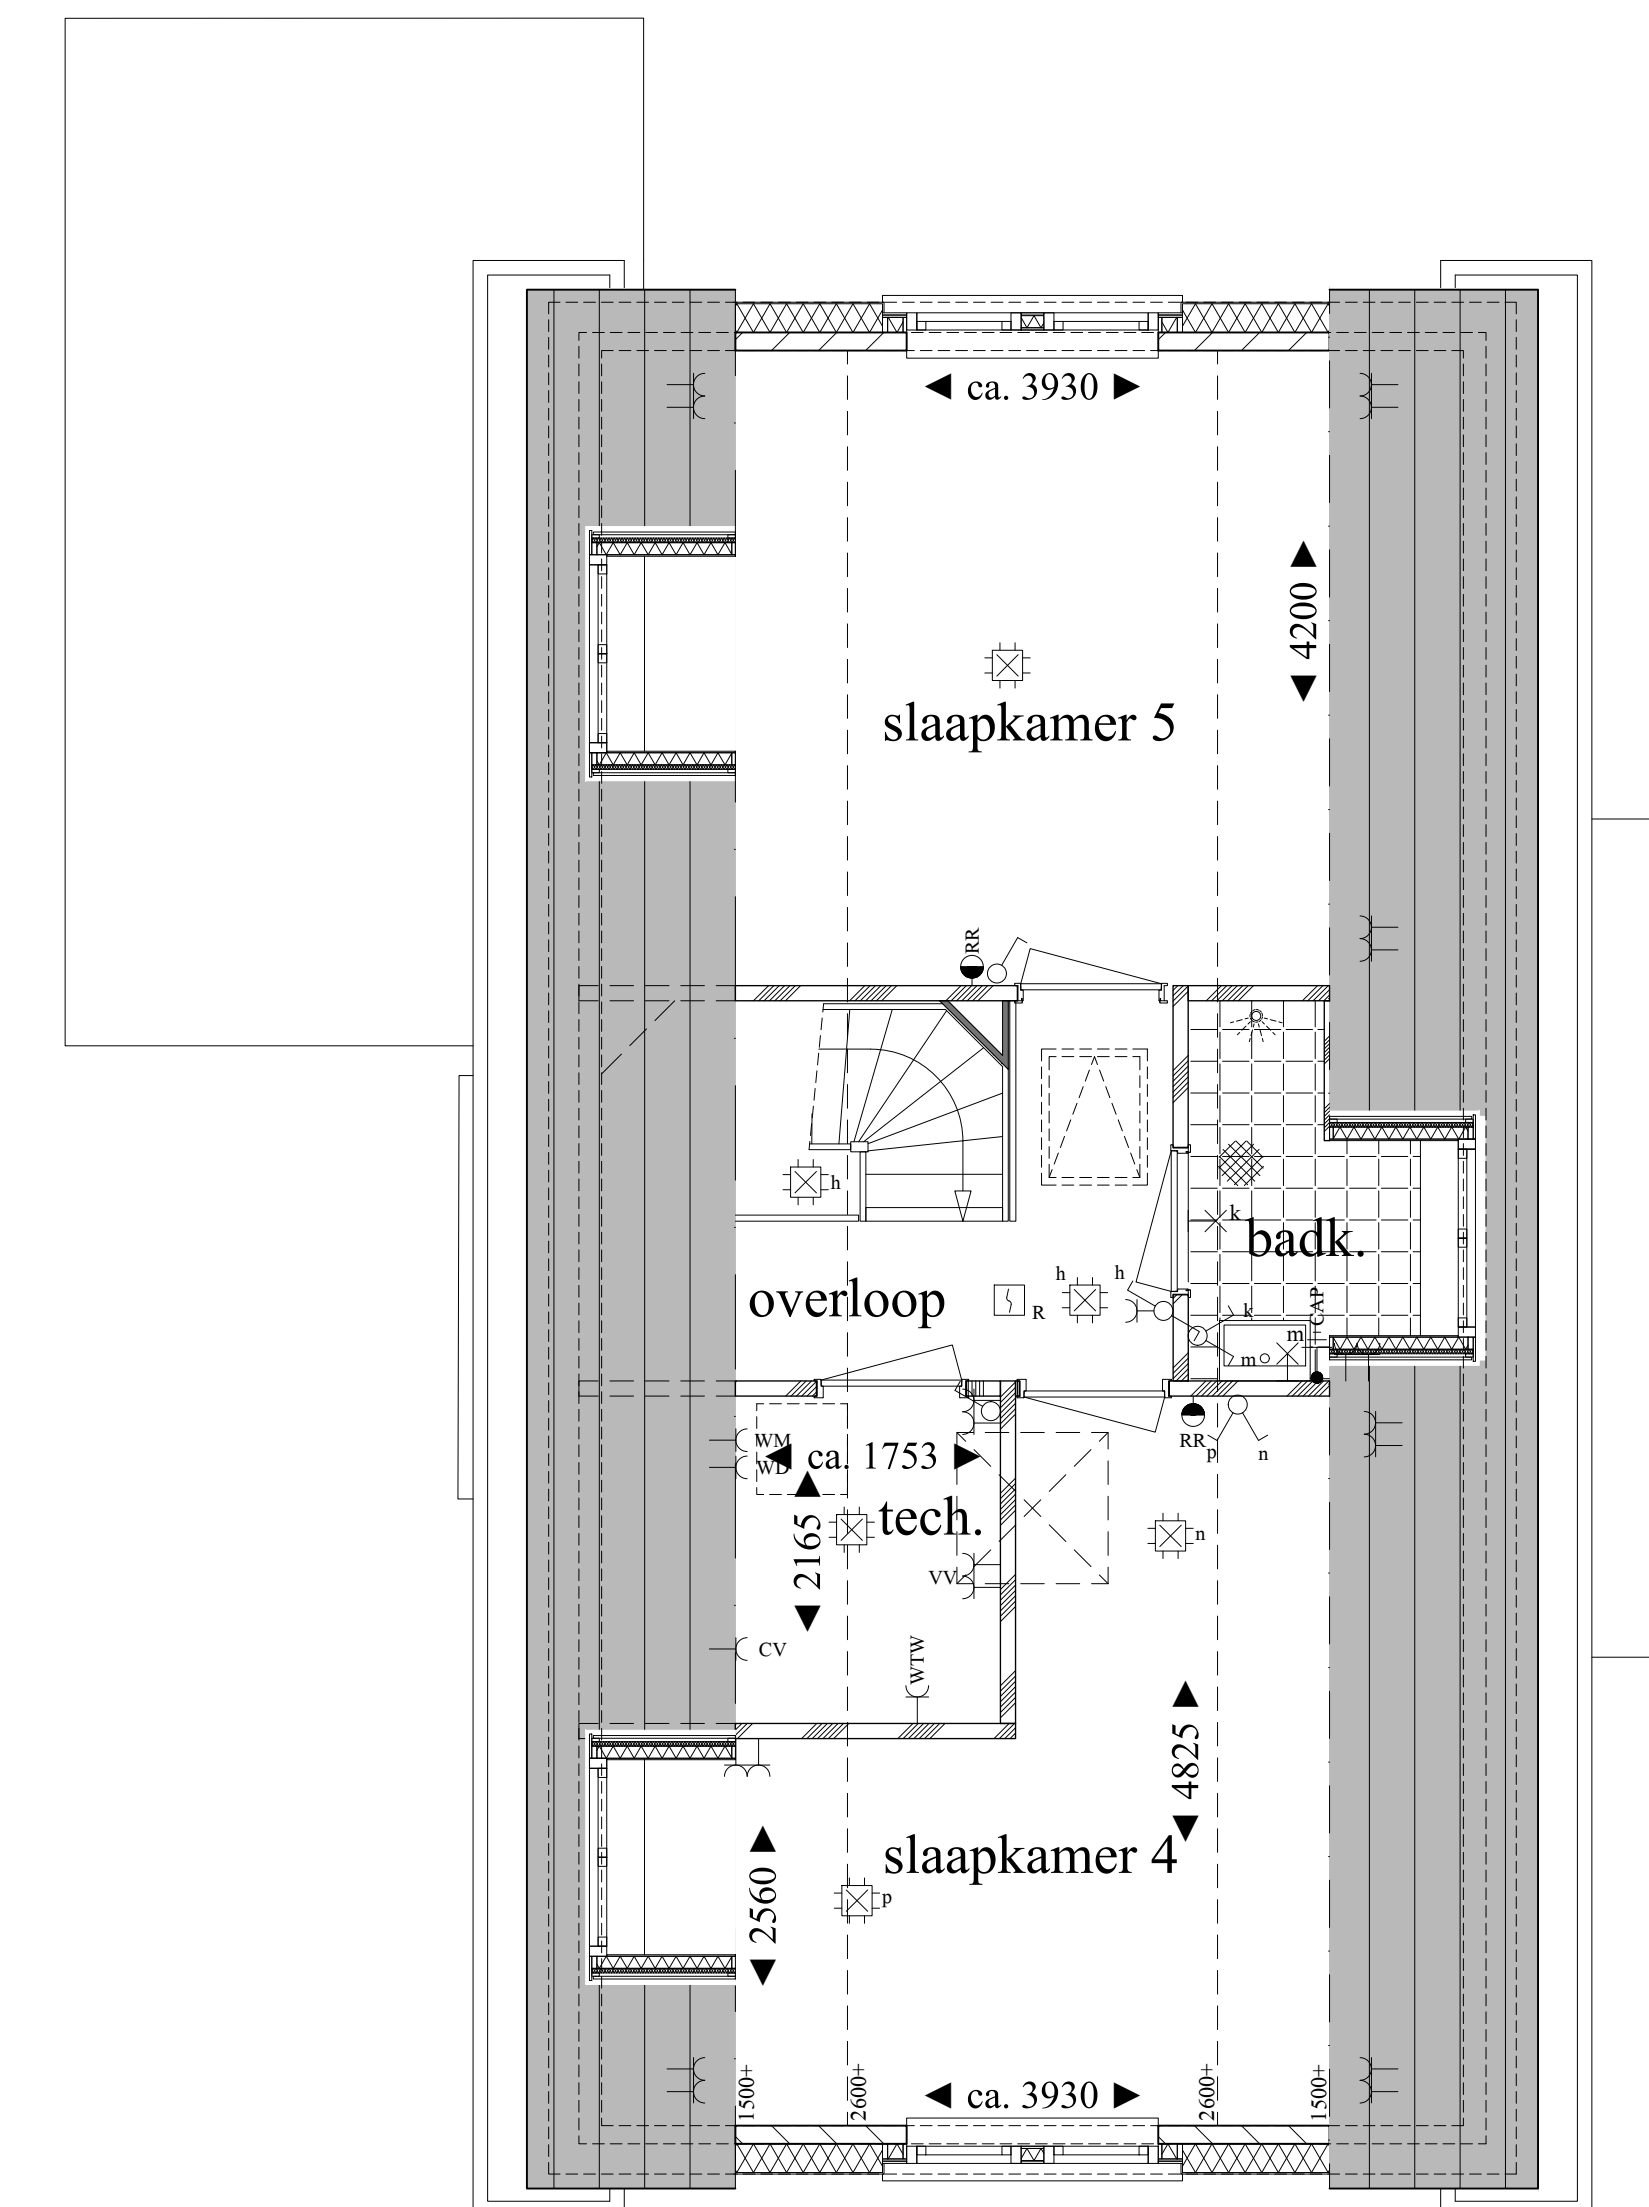 ca. 3930
4200
slaapkamer 5
RR
h
k
badk.
overloop
R
h
h
k
CAP
m
m
WM
ca. 1753
WD
RR
p
n
tech.
2165
n
VV
CV
WTW
4825
slaapkamer 4
2560
p
1500+
2600+
ca. 3930
2600+
1500+